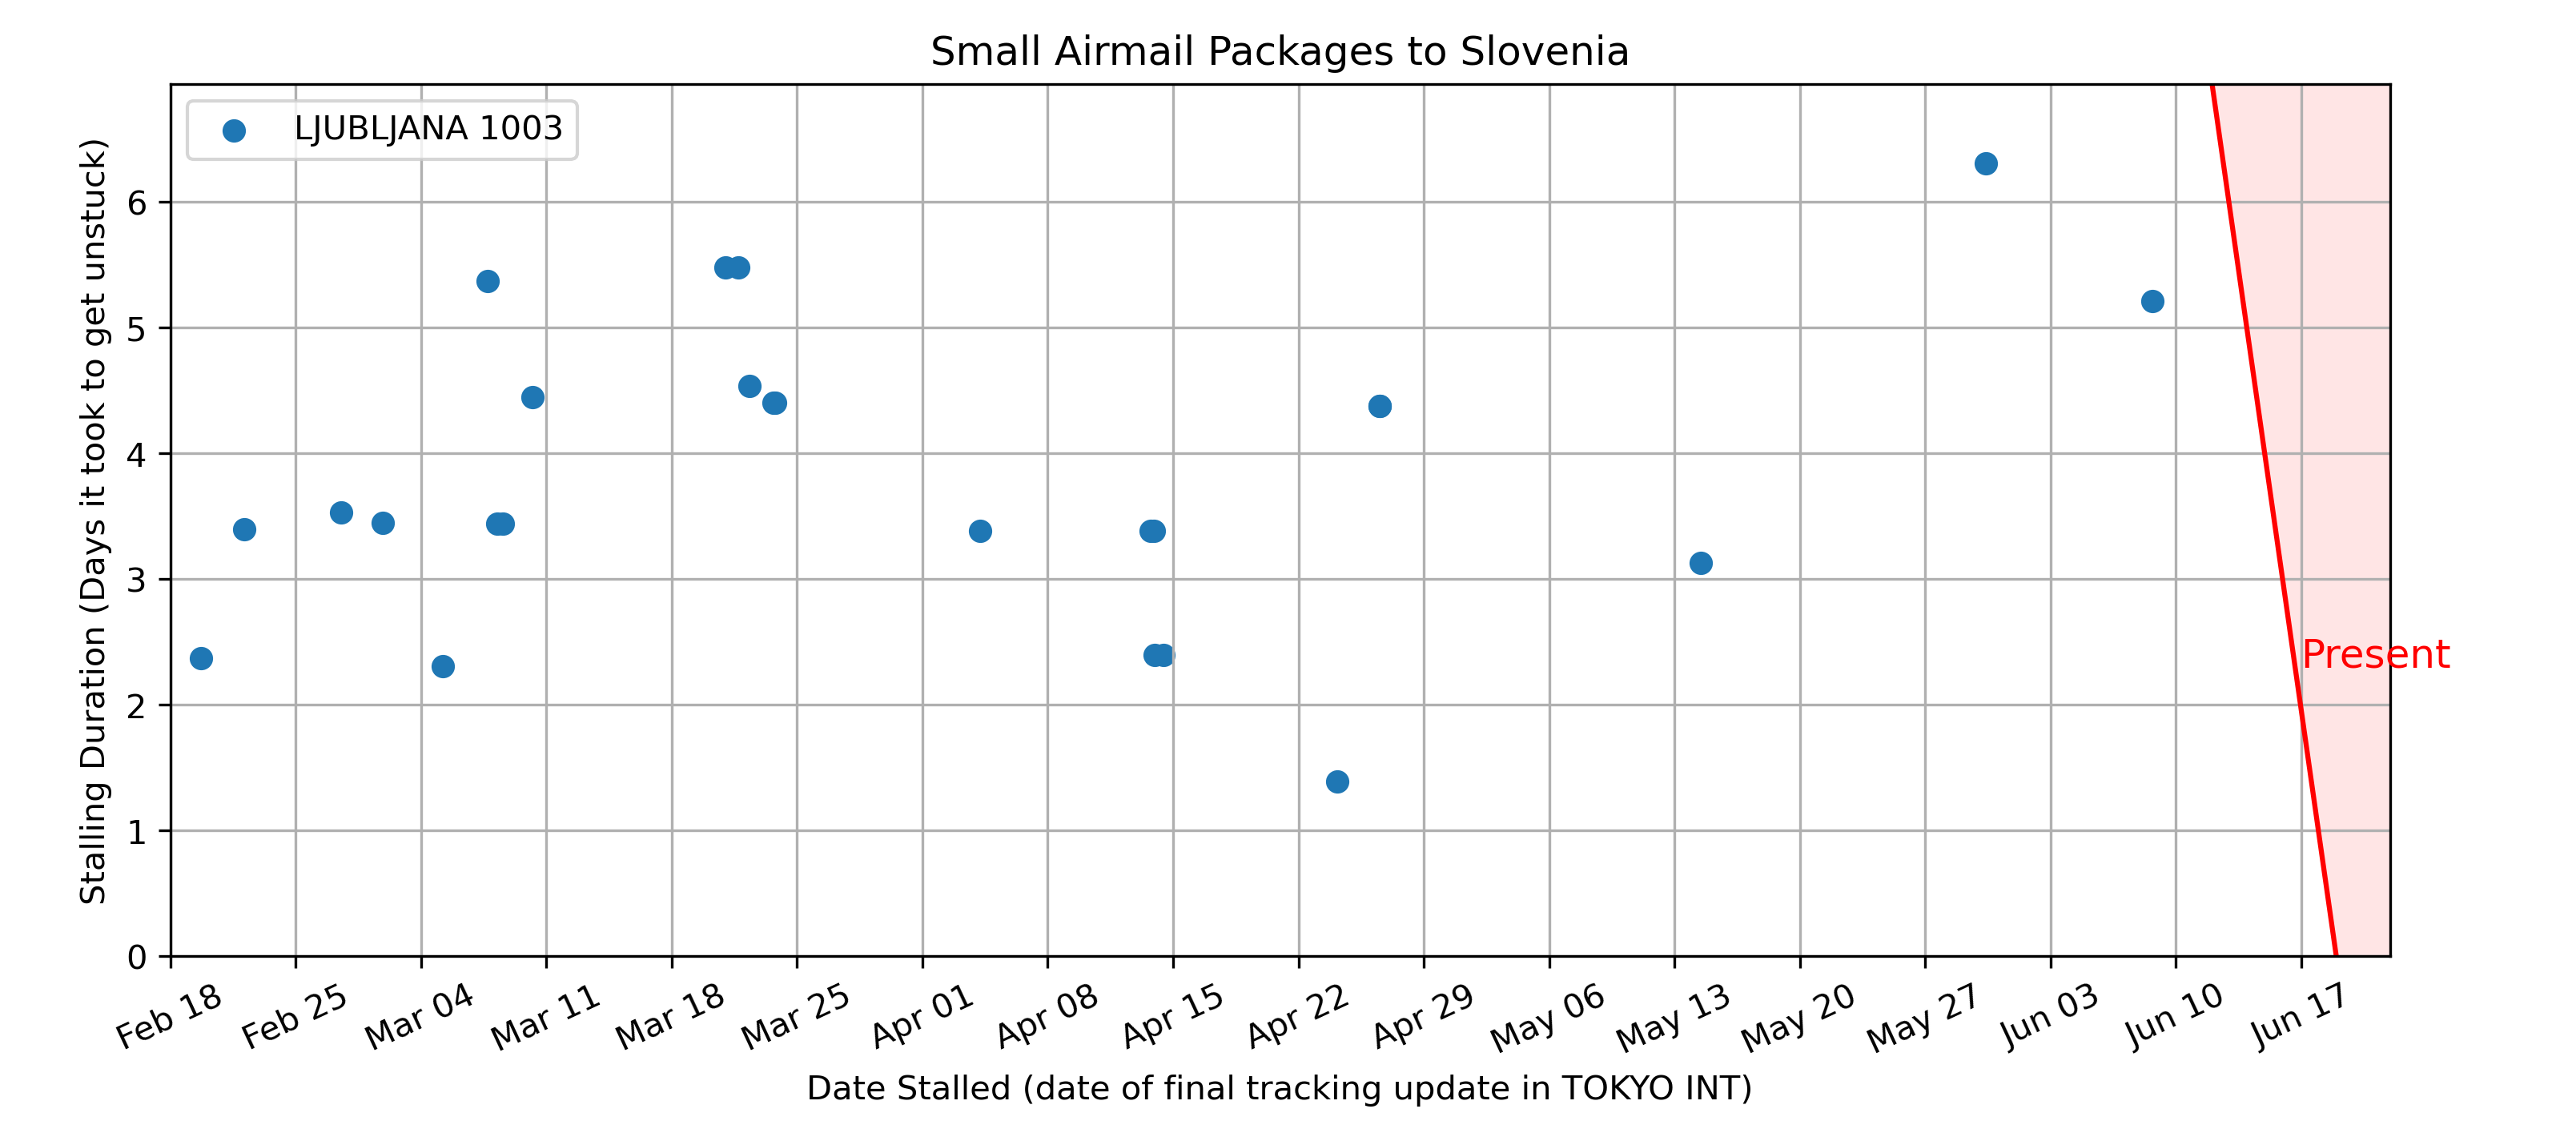 Small Airmail Packages to Slovenia
LJUBLJANA 1003
Stalling Duration (Days it took to get unstuck)
6
5
4
3
2
1
0
Present
Feb 18
Feb 25
Mar 04
Mar 11
Mar 18
Mar 25
Apr 01
Apr 08
Apr 15
Apr 22
Apr 29
May 06
May 13
May 20
May 27
Jun 03
Jun 10
Jun 17
Date Stalled (date of final tracking update in TOKYO INT)